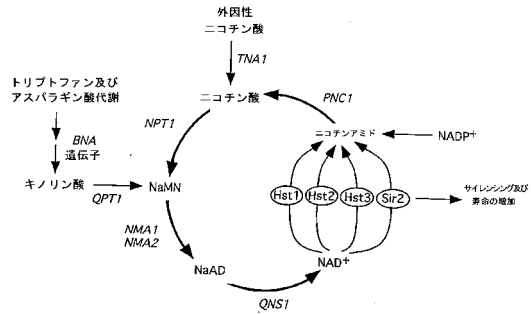 外因性
ニコチン酸
TNA1
トリプトファン及び
アスパラギン酸代謝
ニコチン酸
PNC1
BNA
遺伝子
NPT1
ニコチンアミド
NADP+
キノリン酸
QPT1
NaMN
Hst1
Hst2
Hst3
Sir2
サイレンシング及び
寿命の増加
NMA1
NMA2
NaAD
NAD+
QNS1